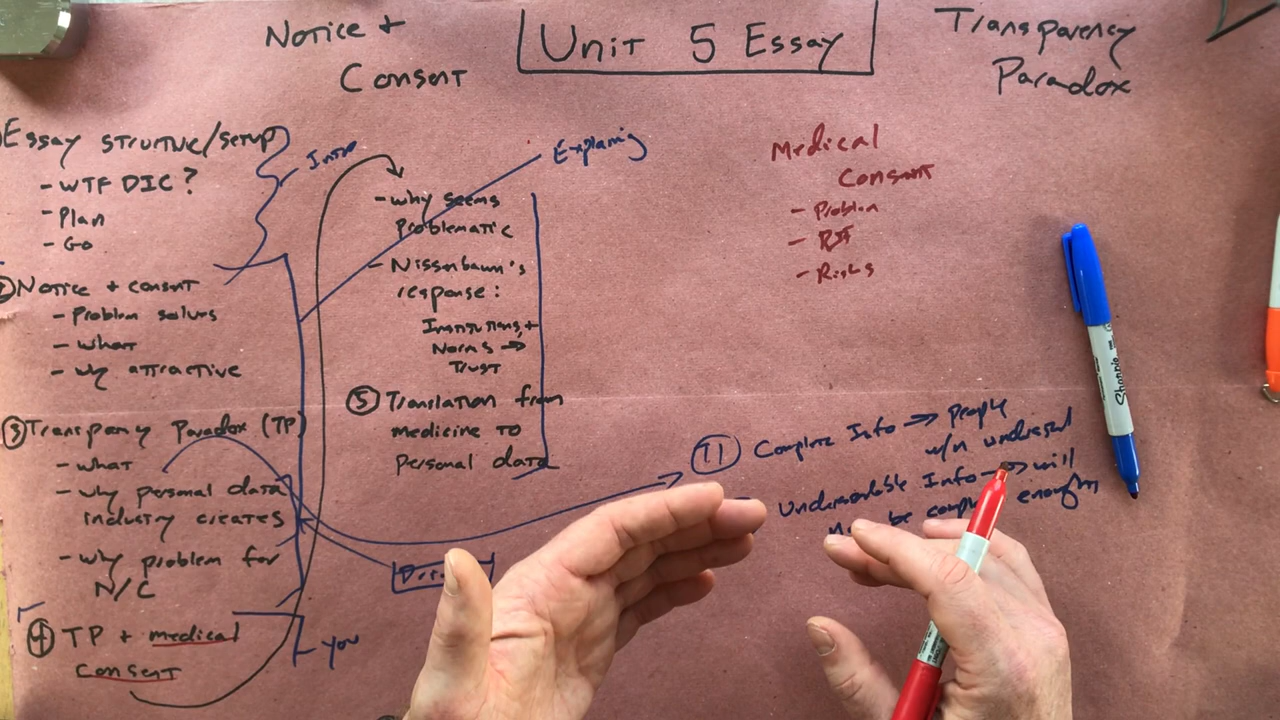 Notice +
Consent
Unit 5 Essay
Transparency
Paradox
Essay structure/setup
- WTF DIC?
- Plan
- Go
Intro
② Notice + consent
- Problem solves
- what
- why attractive
③ Transparency Paradox (TP)
- what
- why personal data
industry creates
- why problem for
N/C
④ TP + medical
consent
You
Explaining
- why seems
problematic
- Nissenbaum's
response:
Institutions +
Norms →
Trust
⑤ Translation from
medicine to
personal data
Medical
Consent
- Problem
- Risks
Complete Info → People
w/n understand
Understandable Info → will
be enough
Sharpie